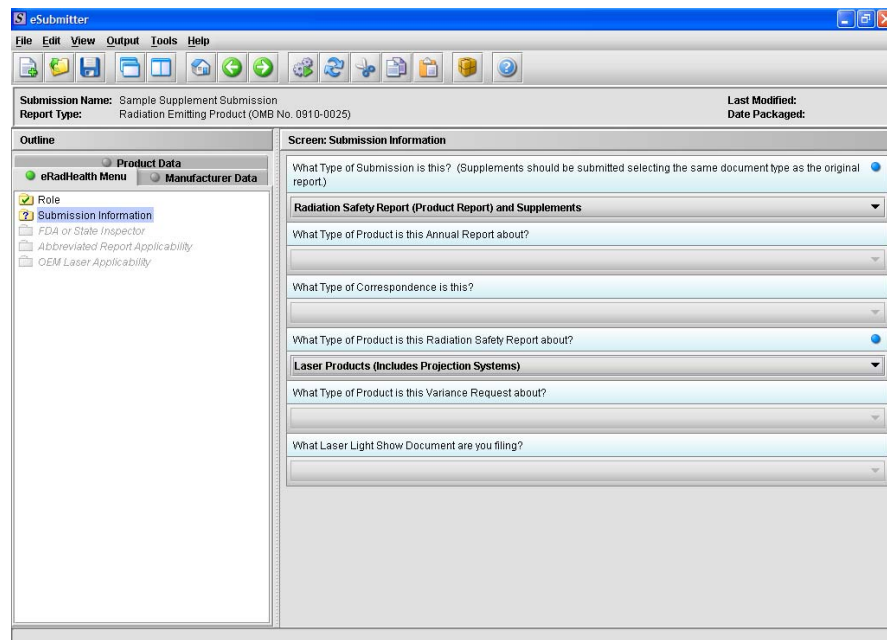 eSubmitter
File Edit View Output Tools Help
Submission Name: Sample Supplement Submission
Report Type: Radiation Emitting Product (OMB No. 0910-0025)
Last Modified:
Date Packaged:
Outline
Product Data
eRadHealth Menu
Manufacturer Data
Role
Submission Information
FDA or State Inspector
Abbreviated Report Applicability
OEM Laser Applicability
Screen: Submission Information
What Type of Submission is this? (Supplements should be submitted selecting the same document type as the original
report.)
Radiation Safety Report (Product Report) and Supplements
What Type of Product is this Annual Report about?
What Type of Correspondence is this?
What Type of Product is this Radiation Safety Report about?
Laser Products (Includes Projection Systems)
What Type of Product is this Variance Request about?
What Laser Light Show Document are you filing?